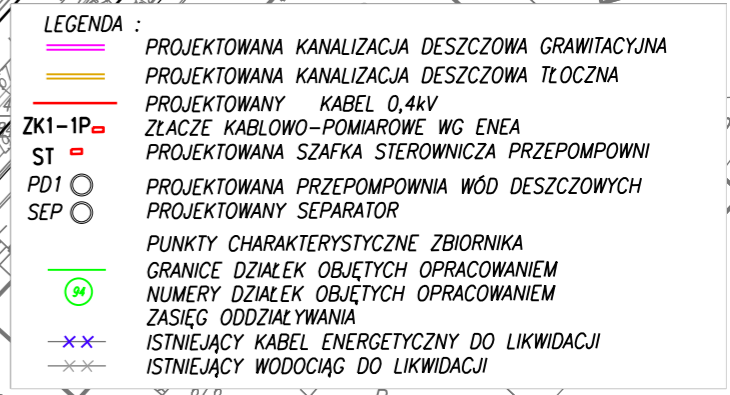 LEGENDA :
PROJEKTOWANA KANALIZACJA DESZCZOWA GRAWITACYJNA
PROJEKTOWANA KANALIZACJA DESZCZOWA TŁOCZNA
PROJEKTOWANY KABEL 0,4kV
ZK1-1P ZŁACZE KABLOWO-POMIAROWE WG ENEA
ST PROJEKTOWANA SZAFKA STEROWNICZA PRZEPOMPOWNI
PD1 PROJEKTOWANA PRZEPOMPOWNIA WÓD DESZCZOWYCH
SEP PROJEKTOWANY SEPARATOR
PUNKTY CHARAKTERYSTYCZNE ZBIORNIKA
GRANICE DZIAŁEK OBJĘTYCH OPRACOWANIEM
94 NUMERY DZIAŁEK OBJĘTYCH OPRACOWANIEM
ZASIĘG ODDZIAŁYWANIA
ISTNIEJĄCY KABEL ENERGETYCZNY DO LIKWIDACJI
ISTNIEJĄCY WODOCIĄG DO LIKWIDACJI